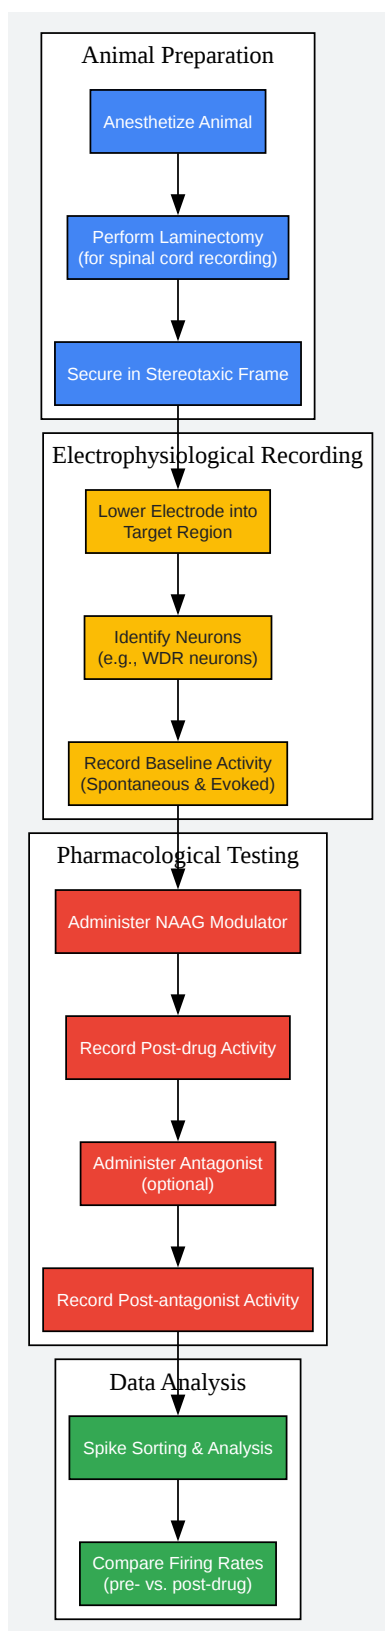 Animal Preparation
Anesthetize Animal
Perform Laminectomy
(for spinal cord recording)
Secure in Stereotaxic Frame
Electrophysiological Recording
Lower Electrode into
Target Region
Identify Neurons
(e.g., WDR neurons)
Record Baseline Activity
(Spontaneous & Evoked)
Pharmacological Testing
Administer NAAG Modulator
Record Post-drug Activity
Administer Antagonist
(optional)
Record Post-antagonist Activity
Data Analysis
Spike Sorting & Analysis
Compare Firing Rates
(pre- vs. post-drug)